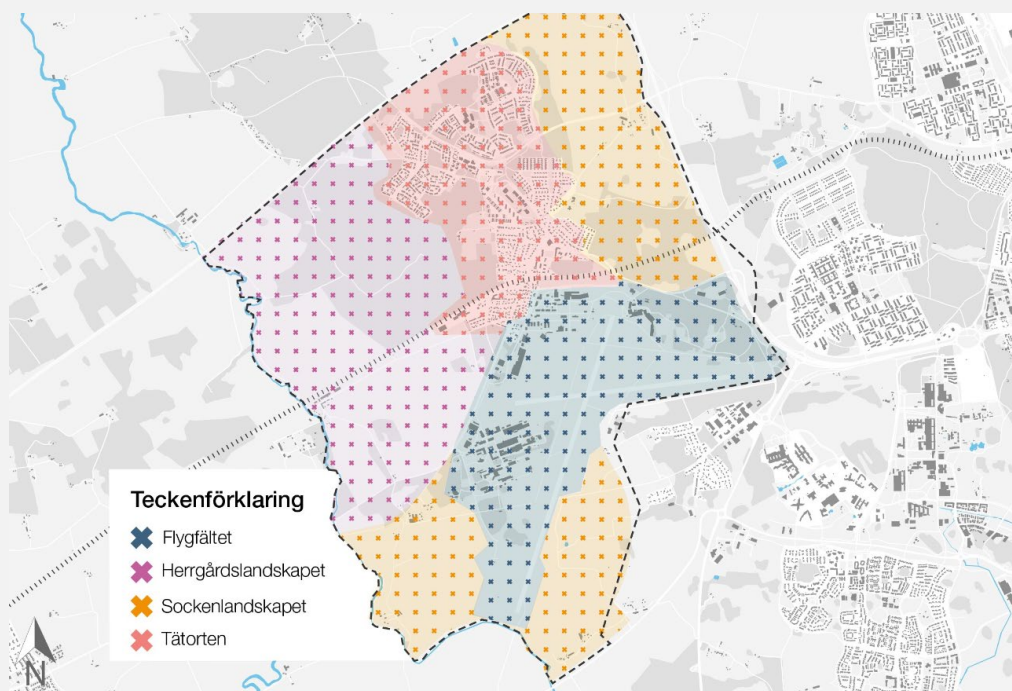 Teckenförklaring
Flygfältet
Herrgårdslandskapet
Sockenlandskapet
Tätorten
N